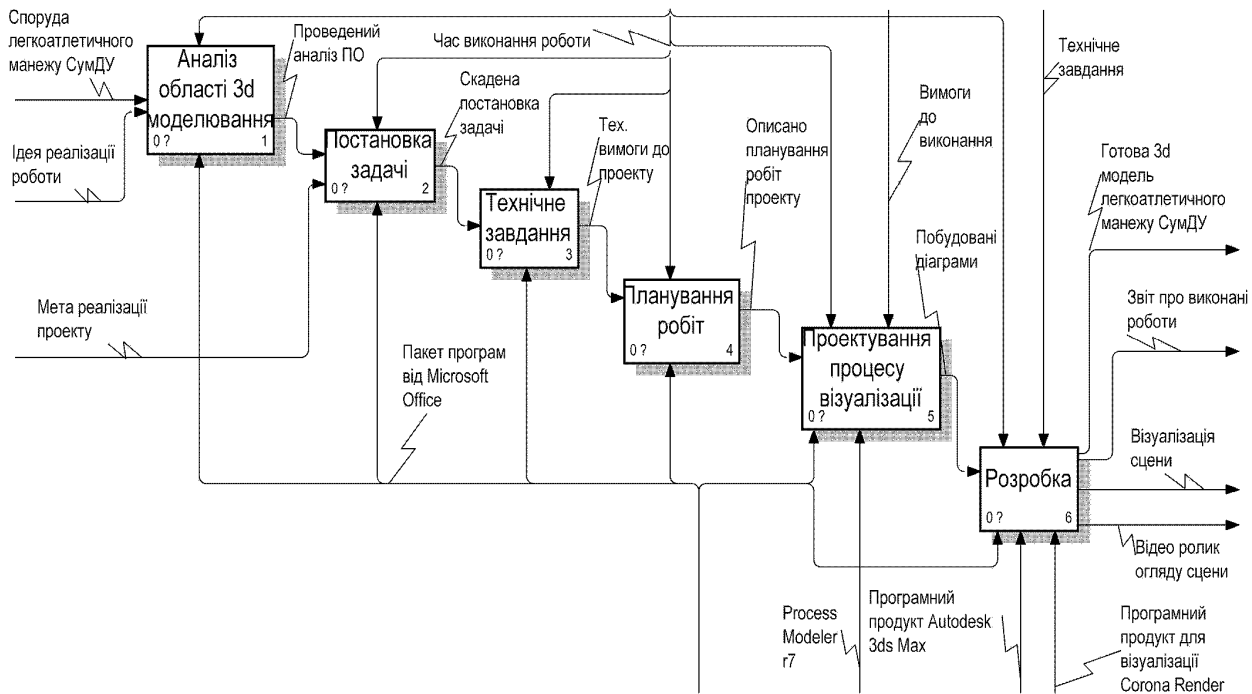 Споруда
легкоатлетичного
манежу СумДУ
Проведений
аналіз ПО
Час виконання роботи
Аналіз
області 3d
моделювання
0 ?
1
Ідея реалізації
роботи
Скадена
постановка
задачі
Постановка
задачі
0 ?
2
Тех.
вимоги до
проекту
Технічне
завдання
0 ?
3
Описано
планування
робіт
проекту
Вимоги
до
виконання
Технічне
завдання
Готова 3d
модель
легкоатлетичного
манежу СумДУ
Побудовані
діаграми
Планування
робіт
0 ?
4
Мета реалізації
проекту
Звіт про виконані
роботи
Проектування
процесу
візуалізації
0 ?
5
Пакет програм
від Microsoft
Office
Розробка
0 ?
6
Візуалізація
сцени
Відео ролик
огляду сцени
Process
Modeler
r7
Програмний
продукт Autodesk
3ds Max
Програмний
продукт для
візуалізації
Corona Render